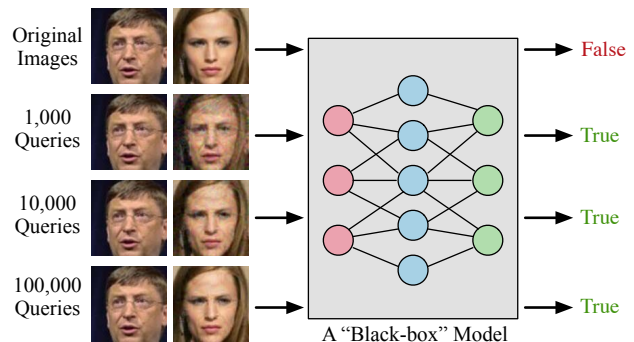 Original
Images
False
1,000
Queries
True
10,000
Queries
True
100,000
Queries
True
A “Black-box” Model